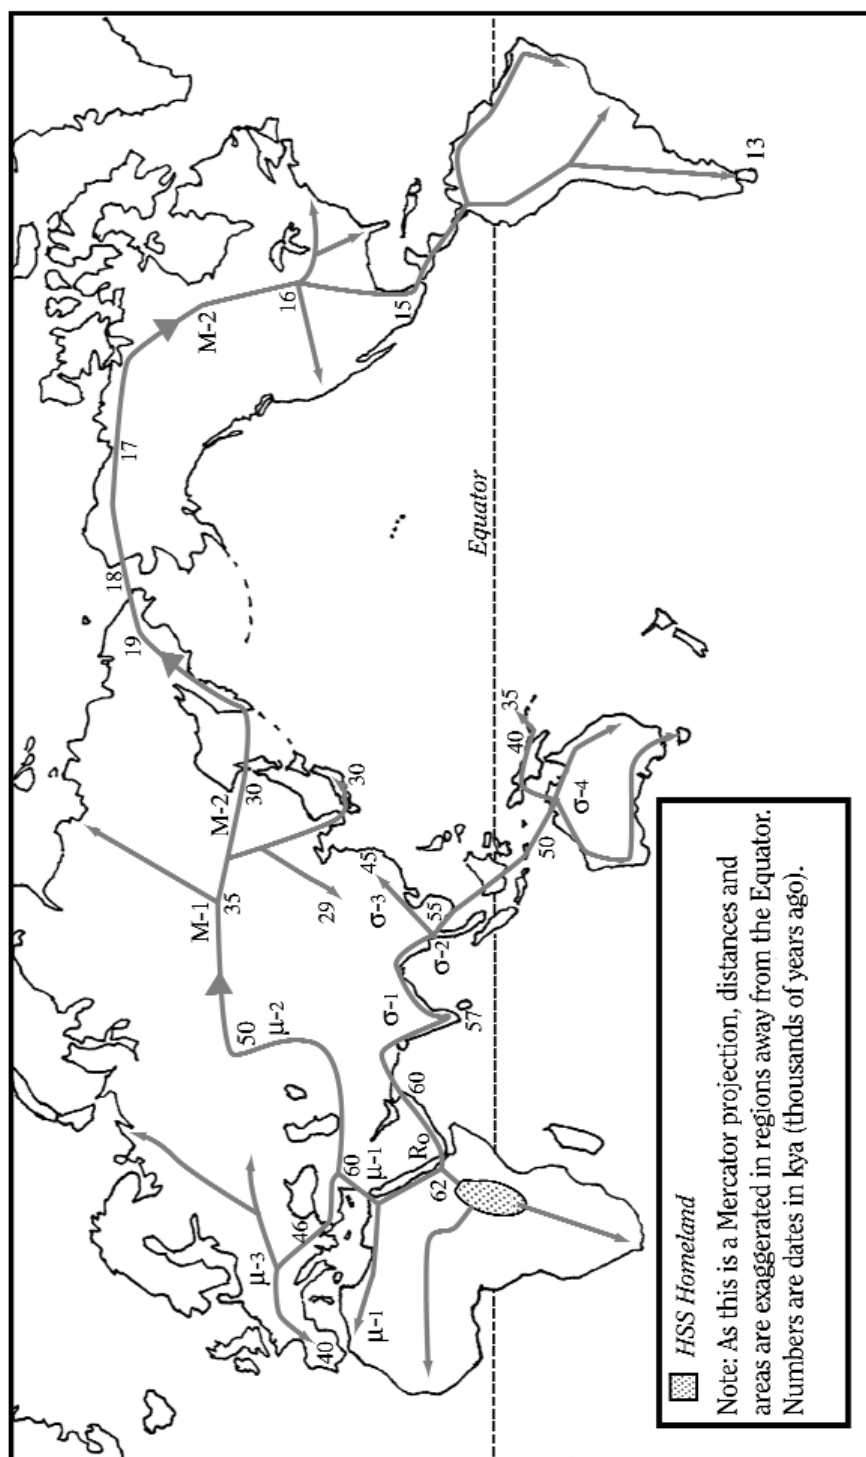 13
15
16
M-2
17
18
19
Equator
35
40
30
30
M-2
σ-4
50
45
σ-3
55
σ-2
29
35
M-1
σ-1
57
50
μ-2
60
Ro
62
60
μ-1
46
μ-3
40
μ-1
HSS Homeland
Note: As this is a Mercator projection, distances and
areas are exaggerated in regions away from the Equator.
Numbers are dates in kya (thousands of years ago).